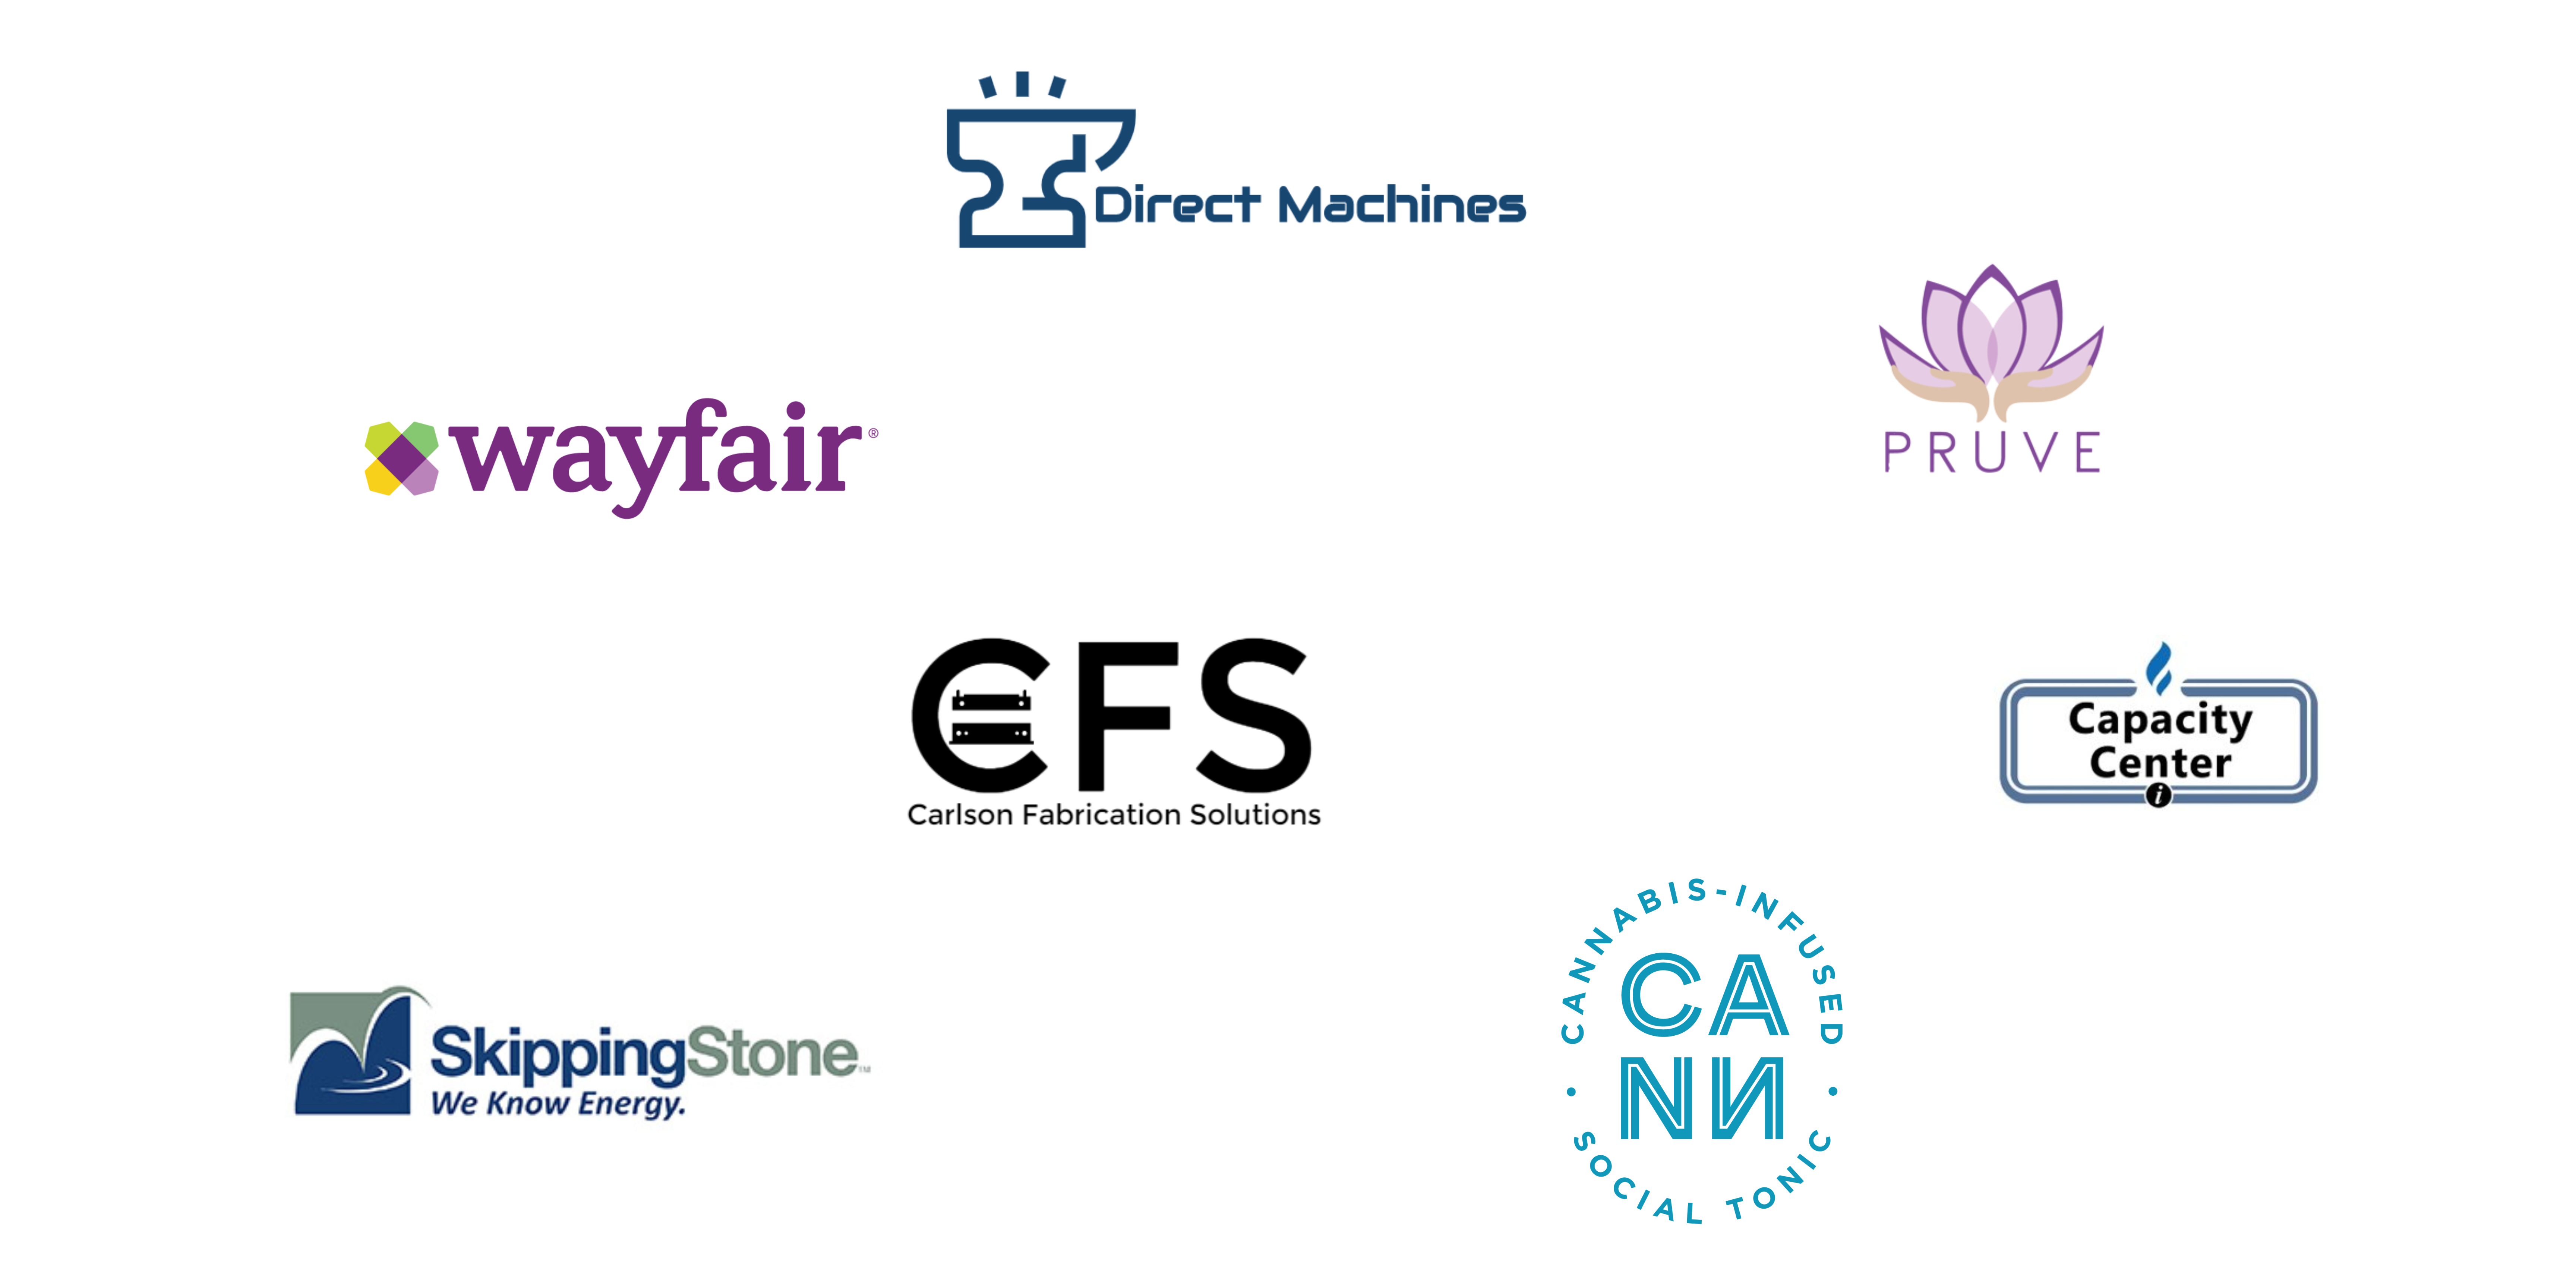 Direct Machines
PRUVE
wayfair®
CFS
Carlson Fabrication Solutions
Capacity
Center
i
CANNABIS-INFUSED
CA
NN
• SOCIAL TONIC •
SkippingStone™
We Know Energy.